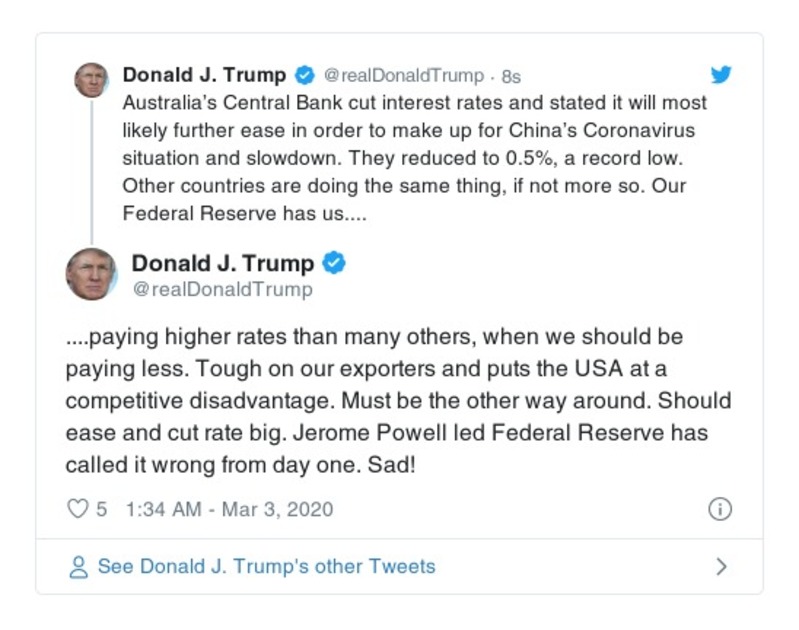 Donald J. Trump @realDonaldTrump · 8s
Australia's Central Bank cut interest rates and stated it will most
likely further ease in order to make up for China's Coronavirus
situation and slowdown. They reduced to 0.5%, a record low.
Other countries are doing the same thing, if not more so. Our
Federal Reserve has us....
Donald J. Trump
@realDonaldTrump
....paying higher rates than many others, when we should be
paying less. Tough on our exporters and puts the USA at a
competitive disadvantage. Must be the other way around. Should
ease and cut rate big. Jerome Powell led Federal Reserve has
called it wrong from day one. Sad!
5 1:34 AM - Mar 3, 2020
See Donald J. Trump's other Tweets